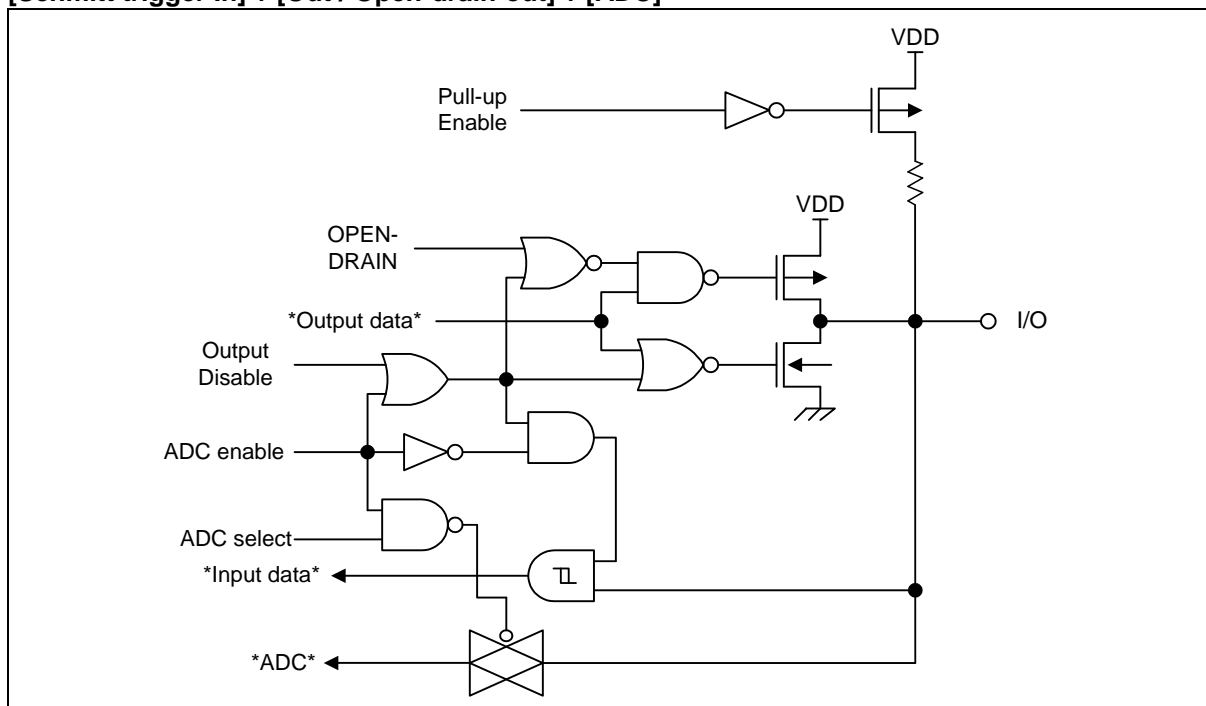 VDD
Pull-up
Enable
VDD
OPEN-
DRAIN
*Output data*
I/O
Output
Disable
ADC enable
ADC select
*Input data*
*ADC*